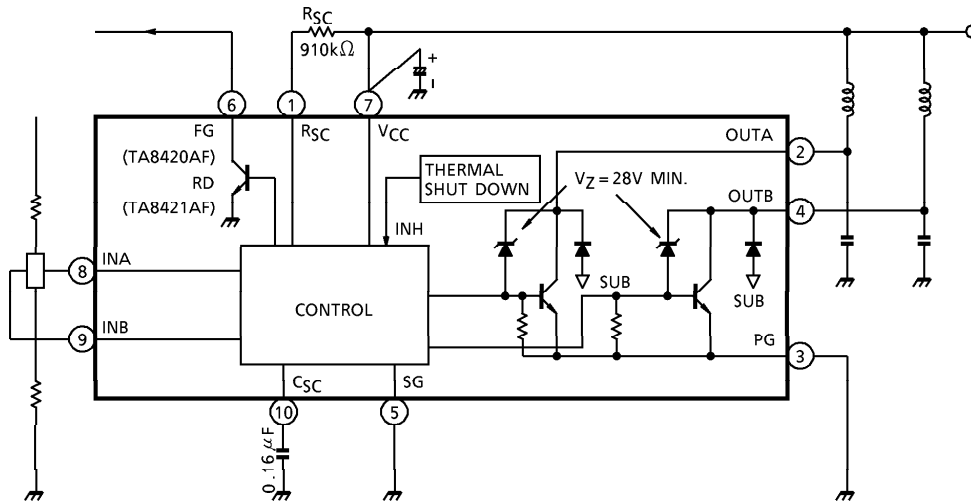 RSC
910kΩ
+
-
6
1
7
FG
RSC
VCC
OUTA
2
(TA8420AF)
THERMAL
SHUT DOWN
VZ = 28V MIN.
RD
(TA8421AF)
OUTB
4
INH
INA
8
SUB
SUB
CONTROL
INB
9
PG
3
CSC
SG
10
5
0.16μF